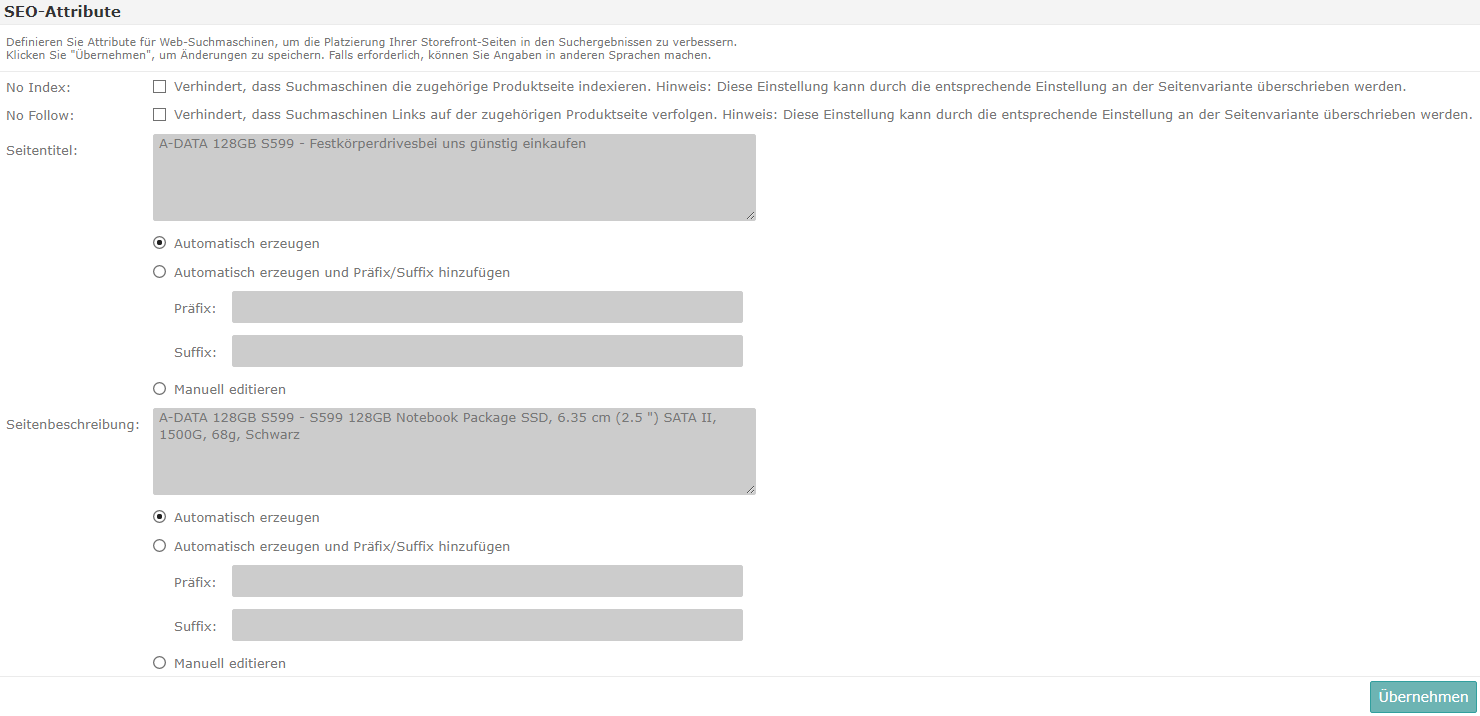 SEO-Attribute
Definieren Sie Attribute für Web-Suchmaschinen, um die Platzierung Ihrer Storefront-Seiten in den Suchergebnissen zu verbessern.
Klicken Sie "Übernehmen", um Änderungen zu speichern. Falls erforderlich, können Sie Angaben in anderen Sprachen machen.
No Index: Verhindert, dass Suchmaschinen die zugehörige Produktseite indexieren. Hinweis: Diese Einstellung kann durch die entsprechende Einstellung an der Seitenvariante überschrieben werden.
No Follow: Verhindert, dass Suchmaschinen Links auf der zugehörigen Produktseite verfolgen. Hinweis: Diese Einstellung kann durch die entsprechende Einstellung an der Seitenvariante überschrieben werden.
Seitentitel: A-DATA 128GB S599 - Festkörperdrivesbei uns günstig einkaufen
Automatisch erzeugen
Automatisch erzeugen und Präfix/Suffix hinzufügen
Präfix:
Suffix:
Manuell editieren
Seitenbeschreibung: A-DATA 128GB S599 - S599 128GB Notebook Package SSD, 6.35 cm (2.5 ") SATA II,
1500G, 68g, Schwarz
Automatisch erzeugen
Automatisch erzeugen und Präfix/Suffix hinzufügen
Präfix:
Suffix:
Manuell editieren
Übernehmen